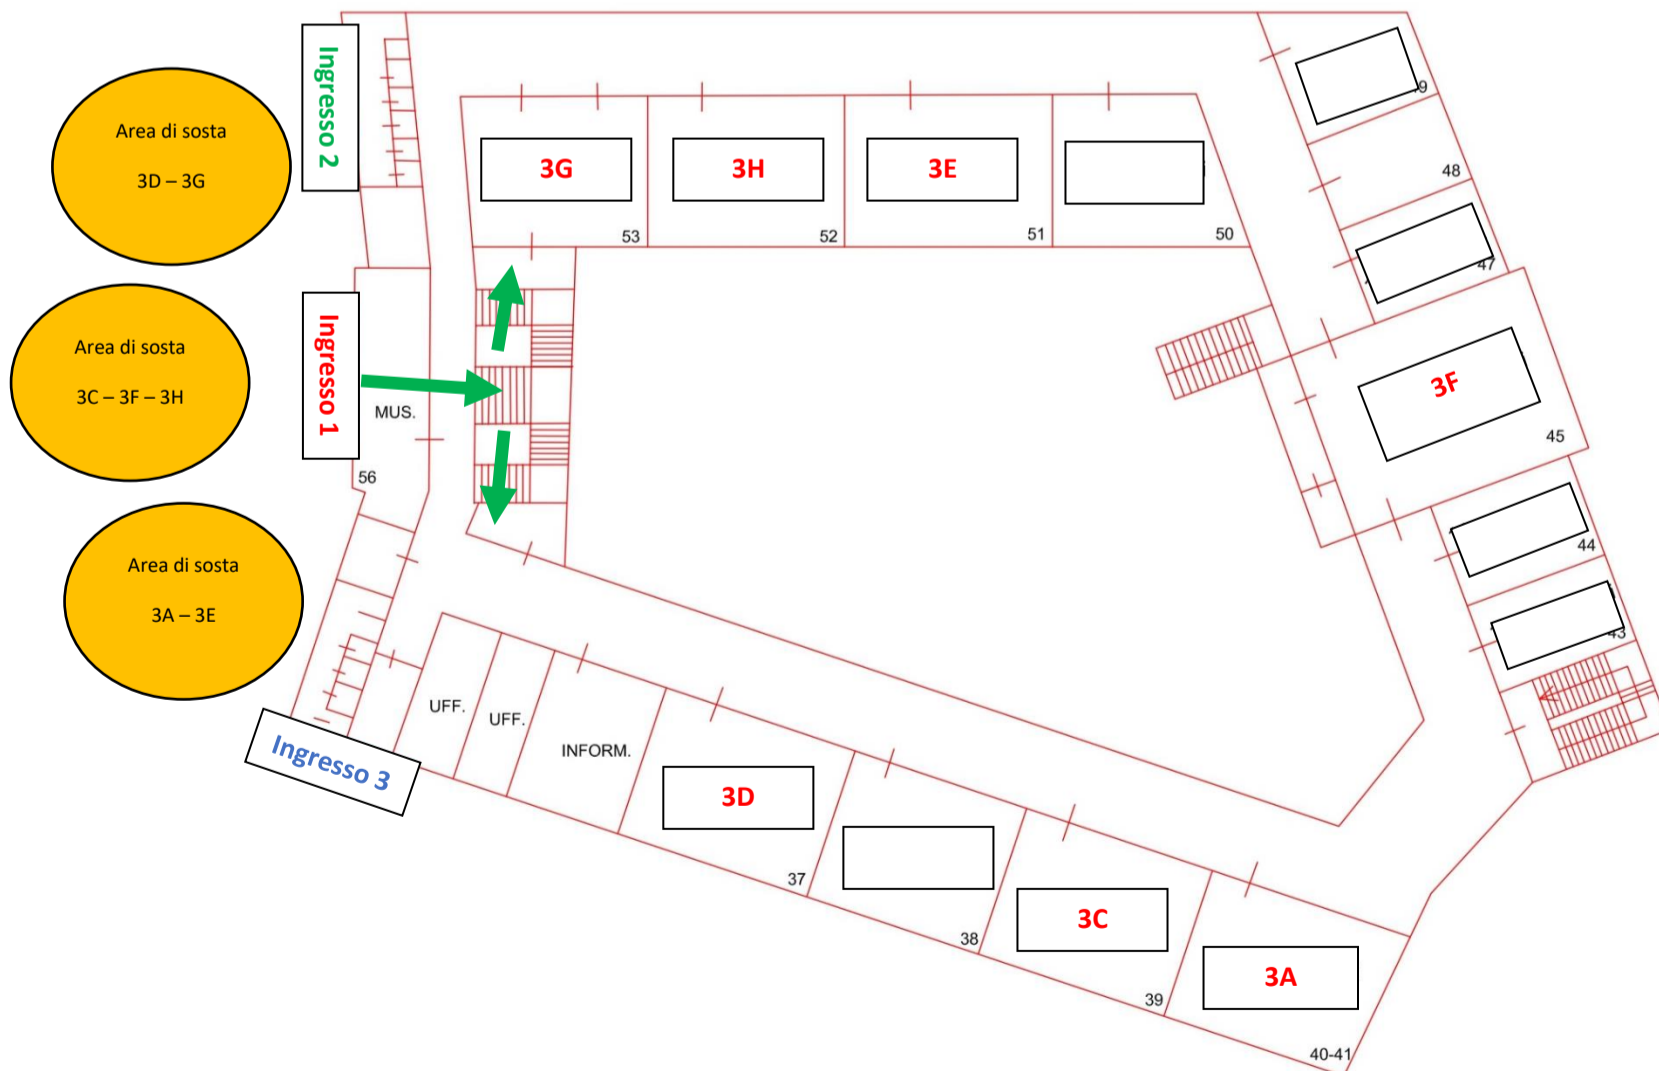 Ingresso 2
Area di sosta
3D – 3G
3G
3H
3E
53
52
51
50
48
47
Area di sosta
3C – 3F – 3H
Ingresso 1
MUS.
56
3F
45
44
43
Area di sosta
3A – 3E
UFF.
UFF.
INFORM.
Ingresso 3
3D
37
38
3C
39
3A
40-41